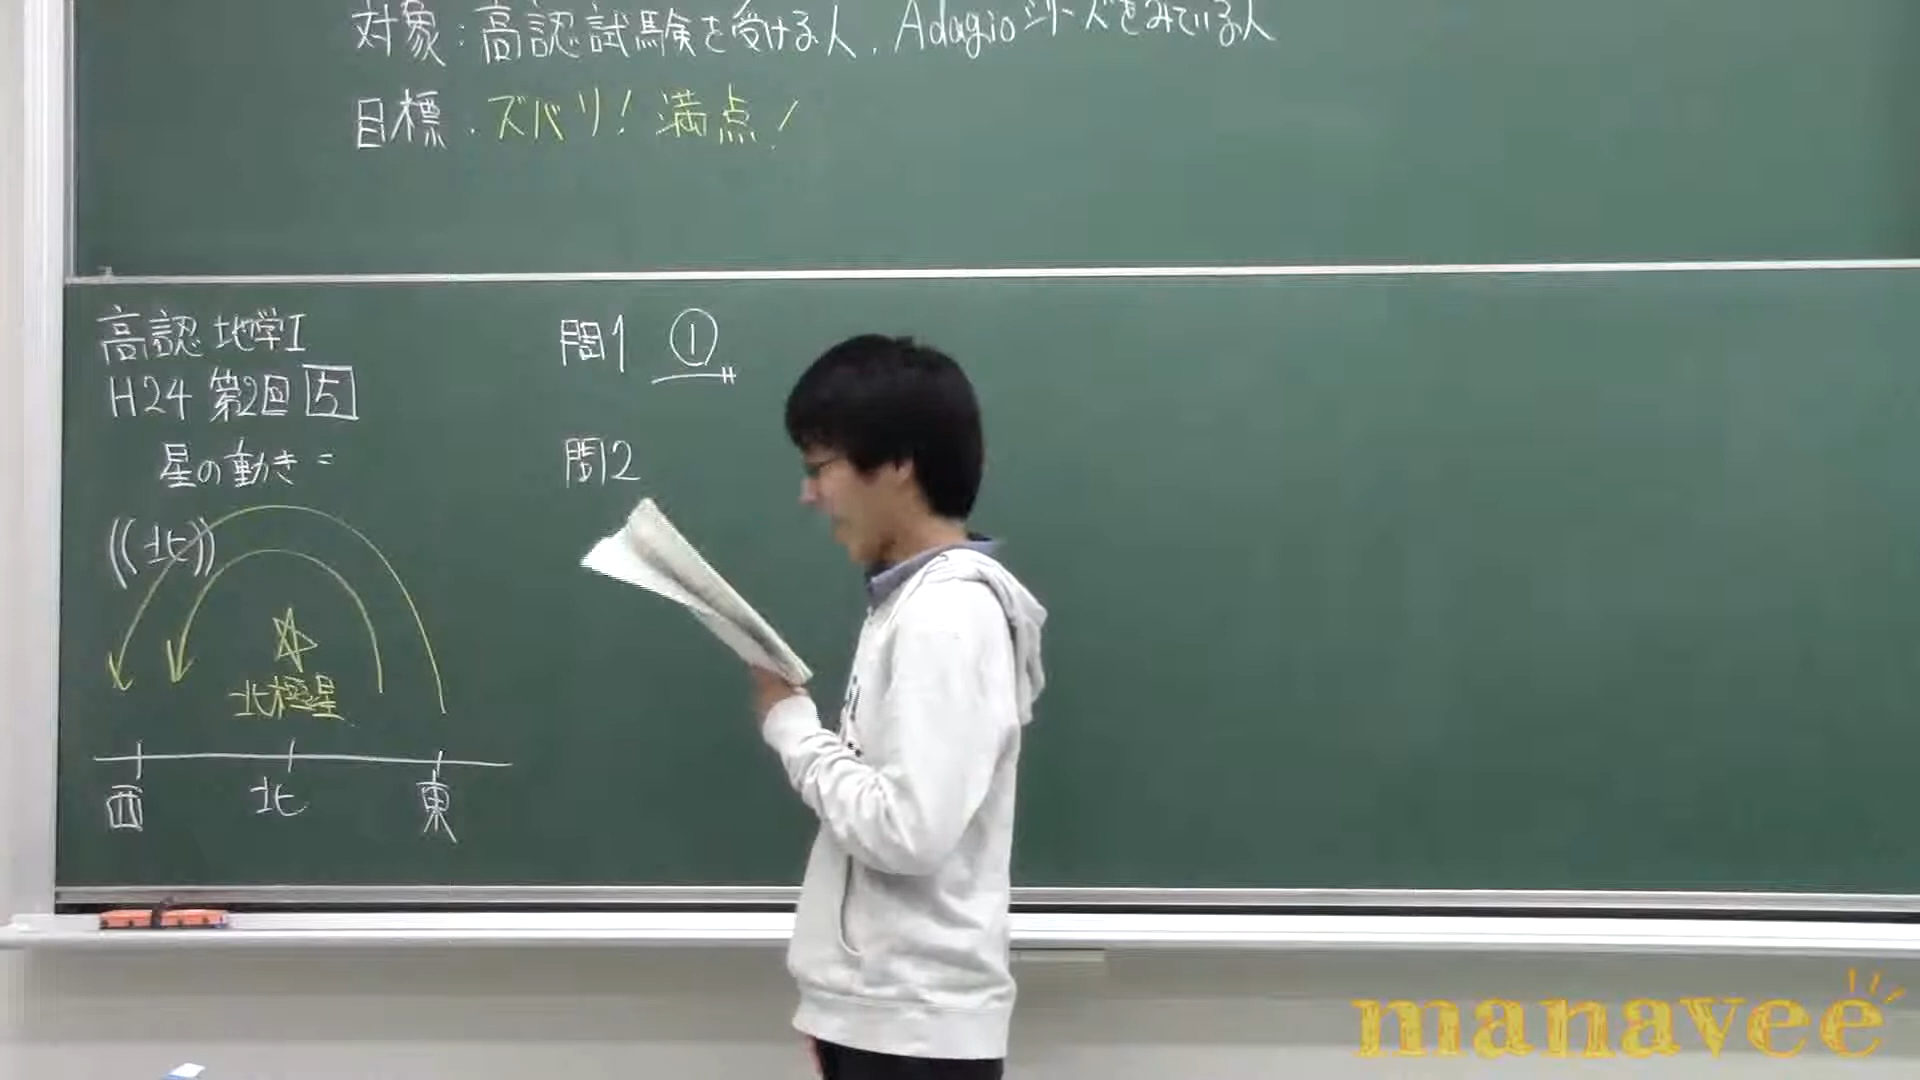 対象:高認試験を受ける人、Adagioシリーズをみている人
目標.ズバリ!満点!
高認 地学I
H24 第2回 5
星の動き=
((北))
北極星
西 北 東
問1 ①
問2
manavee